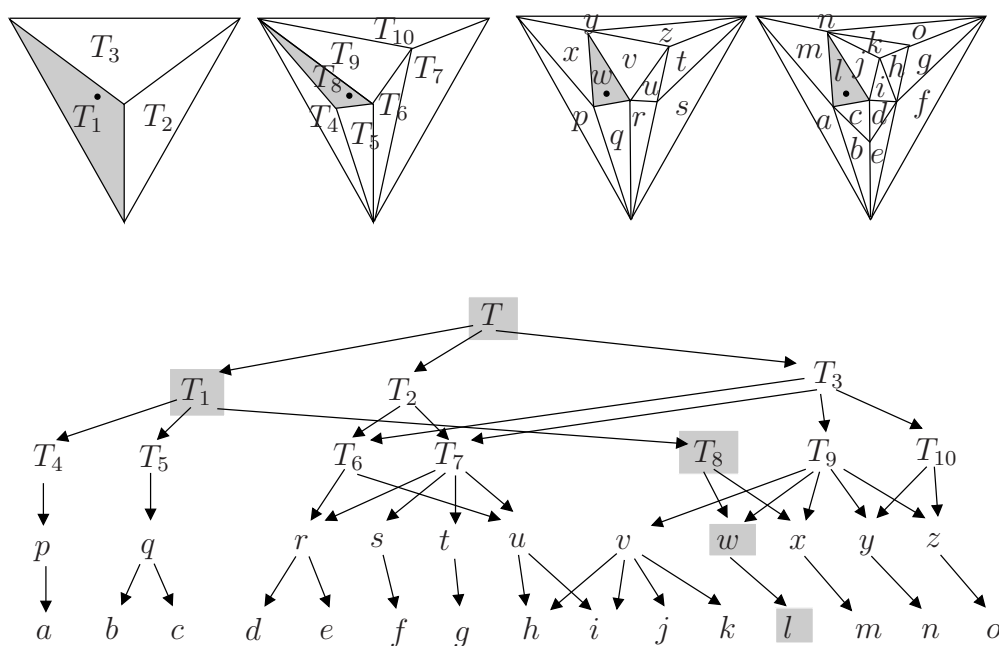 T₃
T₁
T₂
T₁₀
T₉
T₇
T₈
T₆
T₄
T₅
y
z
x
v
t
w
u
s
p
r
q
n
o
k
m
j
g
l
h
i
f
a
c
d
b
e
T
T₁ T₂ T₃
T₄ T₅ T₆ T₇ T₈ T₉ T₁₀
p q r s t u v w x y z
a b c d e f g h i j k l m n o